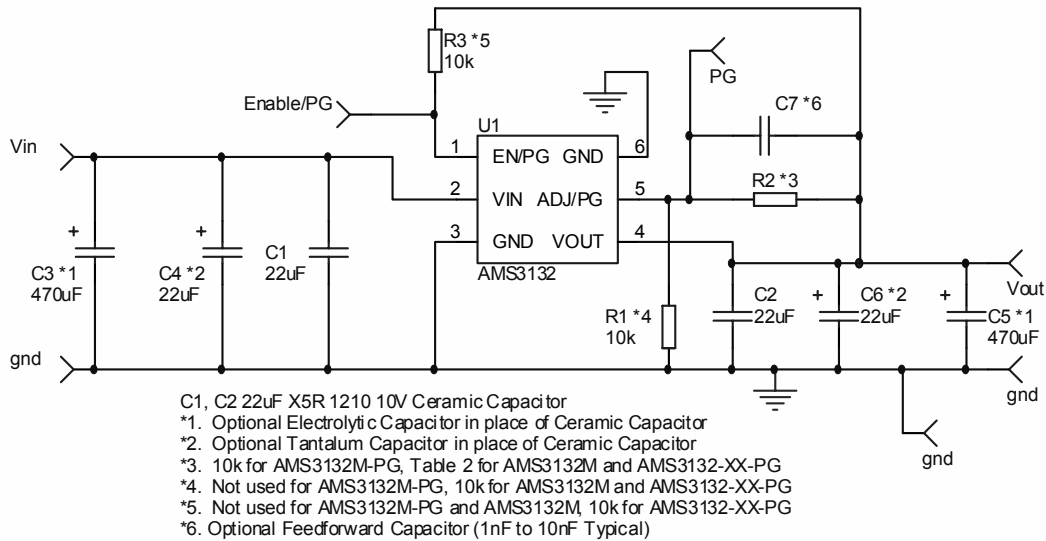 R3 *5
10k
PG
C7 *6
Enable/PG
U1
Vin
1
EN/PG
GND
6
2
VIN
ADJ/PG
5
R2 *3
3
GND
VOUT
4
AMS3132
+
C3 *1
470uF
+
C4 *2
22uF
C1
22uF
R1 *4
10k
C2
22uF
+
C6 *2
22uF
+
C5 *1
470uF
Vout
gnd
gnd
gnd
C1, C2 22uF X5R 1210 10V Ceramic Capacitor
*1. Optional Electrolytic Capacitor in place of Ceramic Capacitor
*2. Optional Tantalum Capacitor in place of Ceramic Capacitor
*3. 10k for AMS3132M-PG, Table 2 for AMS3132M and AMS3132-XX-PG
*4. Not used for AMS3132M-PG, 10k for AMS3132M and AMS3132-XX-PG
*5. Not used for AMS3132M-PG and AMS3132M, 10k for AMS3132-XX-PG
*6. Optional Feedforward Capacitor (1nF to 10nF Typical)